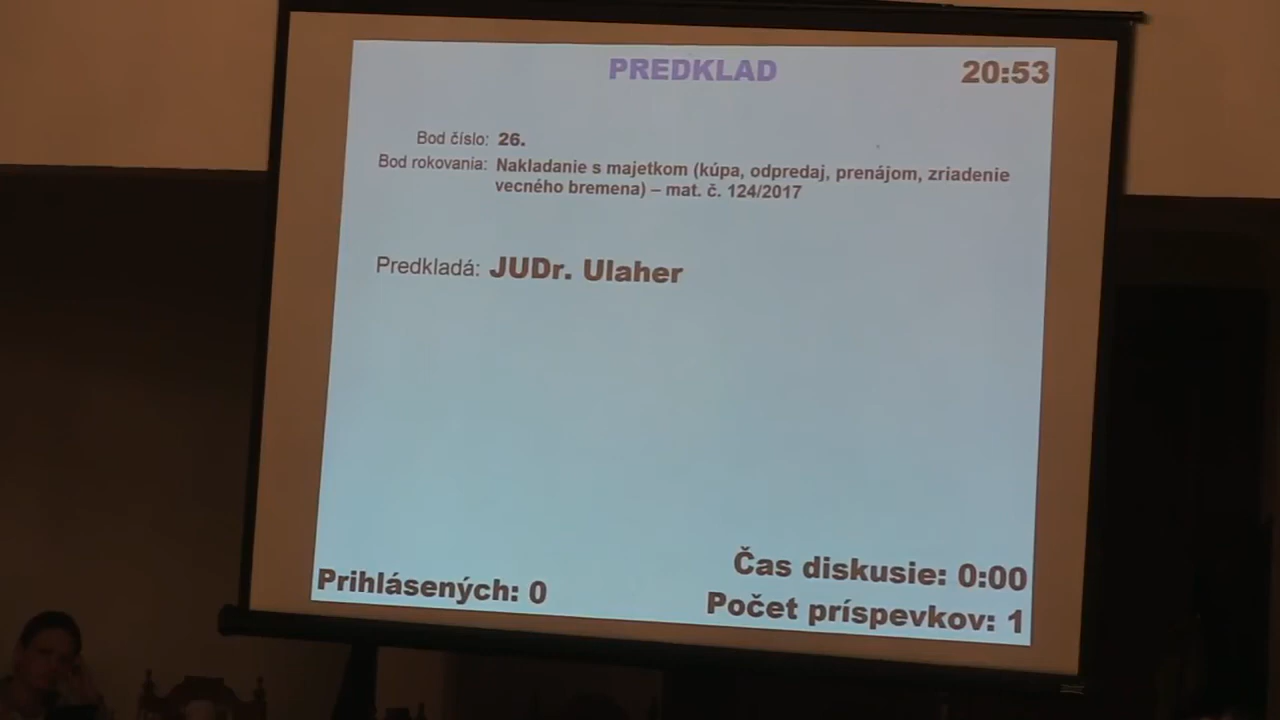 PREDKLAD
20:53
Bod číslo: 26.
Bod rokovania: Nakladanie s majetkom (kúpa, odpredaj, prenájom, zriadenie
vecného bremena) – mat. č. 124/2017
Predkladá: JUDr. Ulaher
Čas diskusie: 0:00
Prihlásených: 0
Počet príspevkov: 1